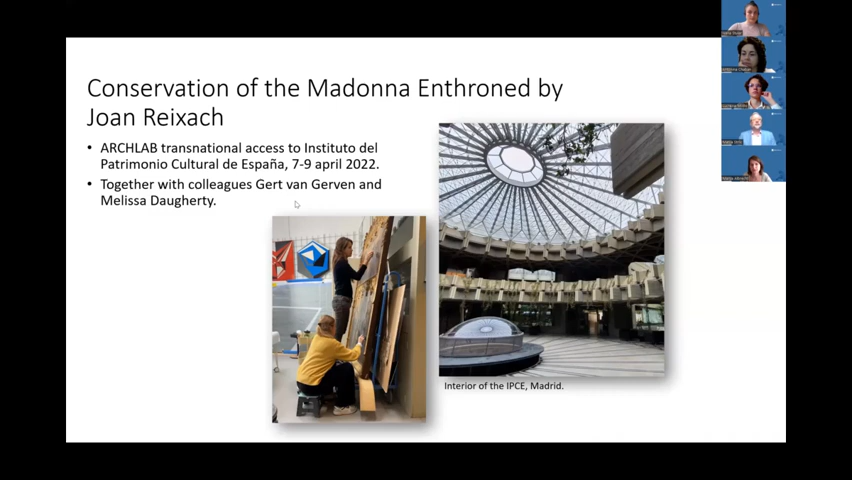 Conservation of the Madonna Enthroned by
Joan Reixach
• ARCHLAB transnational access to Instituto del
Patrimonio Cultural de España, 7-9 april 2022.
• Together with colleagues Gert van Gerven and
Melissa Daugherty.
Interior of the IPCE, Madrid.